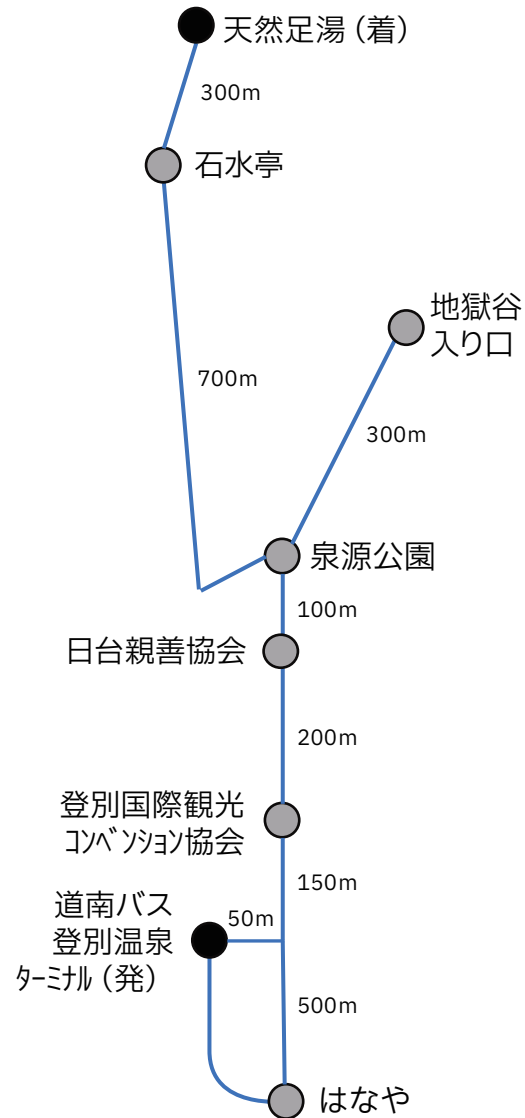 天然足湯（着）
300m
石水亭
地獄谷
入り口
700m
300m
泉源公園
100m
日台親善協会
200m
登別国際観光
ｺﾝﾍﾞﾝｼｮﾝ協会
150m
道南バス
50m
登別温泉
ﾀｰﾐﾅﾙ（発）
500m
はなや